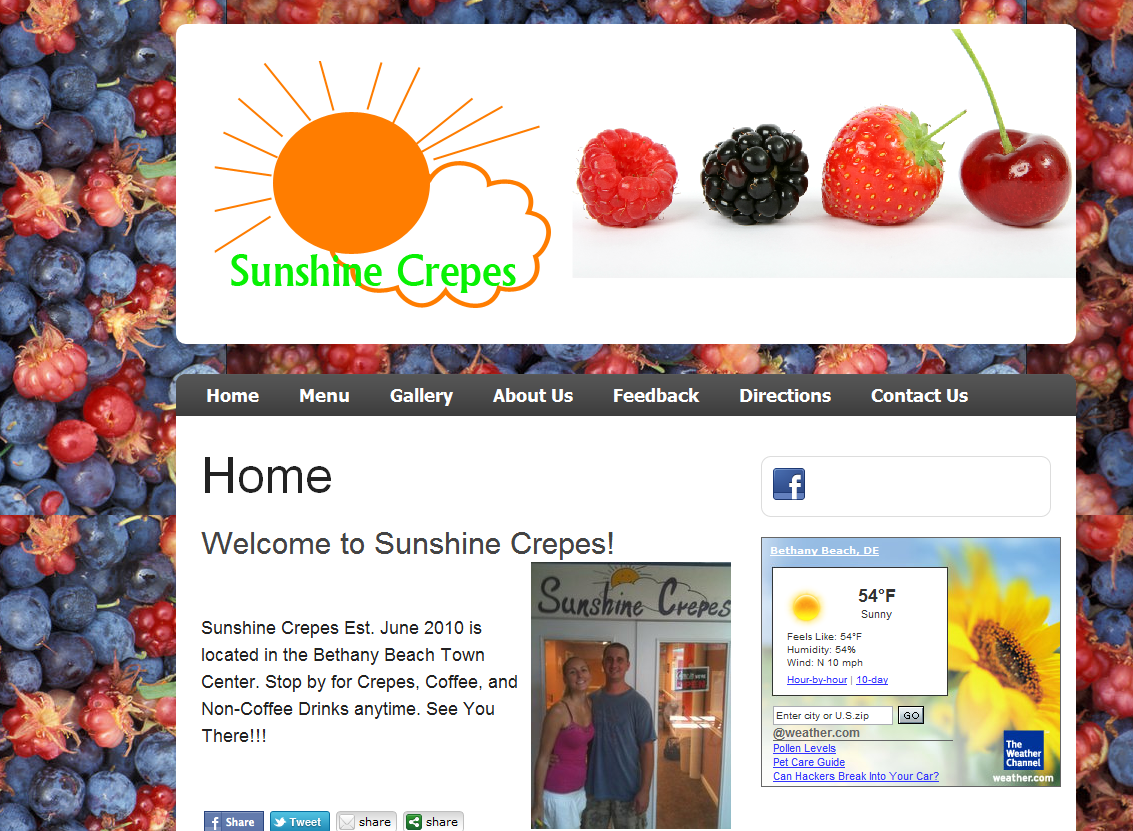 Sunshine Crepes
Home Menu Gallery About Us Feedback Directions Contact Us
Home
Welcome to Sunshine Crepes!
Sunshine Crepes Est. June 2010 is
located in the Bethany Beach Town
Center. Stop by for Crepes, Coffee, and
Non-Coffee Drinks anytime. See You
There!!!
Sunshine Crepes
OPEN
f Share
Tweet
share
share
f
Bethany Beach, DE
54°F
Sunny
Feels Like: 54°F
Humidity: 54%
Wind: N 10 mph
Hour-by-hour | 10-day
Enter city or U.S.zip GO
@weather.com
Pollen Levels
Pet Care Guide
Can Hackers Break Into Your Car?
The
Weather
Channel
weather.com